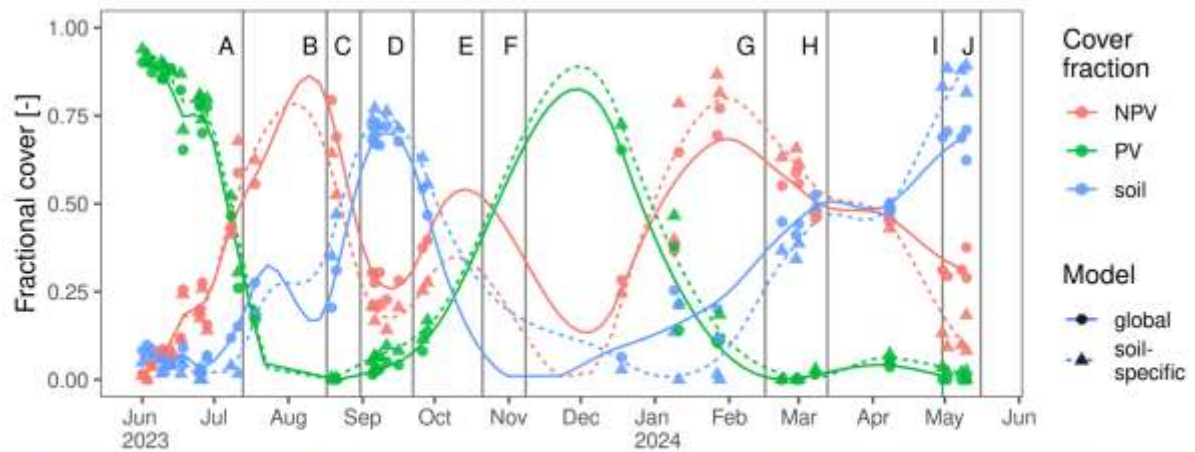 1.00
0.75
0.50
0.25
0.00
Fractional cover [-]
A B C D E F G H I J
Jun Jul Aug Sep Oct Nov Dec Jan Feb Mar Apr May Jun
2023 2024
Cover
fraction
NPV
PV
soil
Model
global
soil-
specific